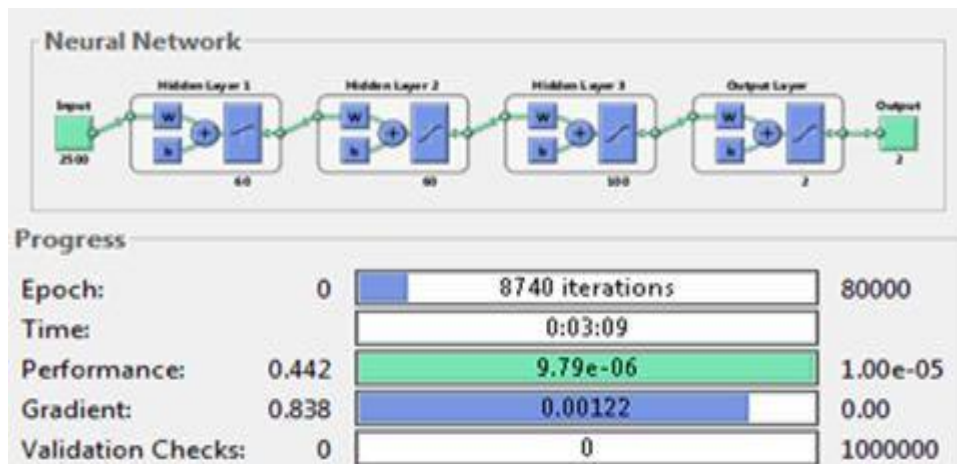 Neural Network
Hidden Layer 1 Hidden Layer 2 Hidden Layer 3 Output Layer
Input Output
W W W W
b b b b
+ + + +
2500 2
60 60 100 2
Progress
Epoch: 0 8740 iterations 80000
Time: 0:03:09
Performance: 0.442 9.79e-06 1.00e-05
Gradient: 0.838 0.00122 0.00
Validation Checks: 0 0 1000000